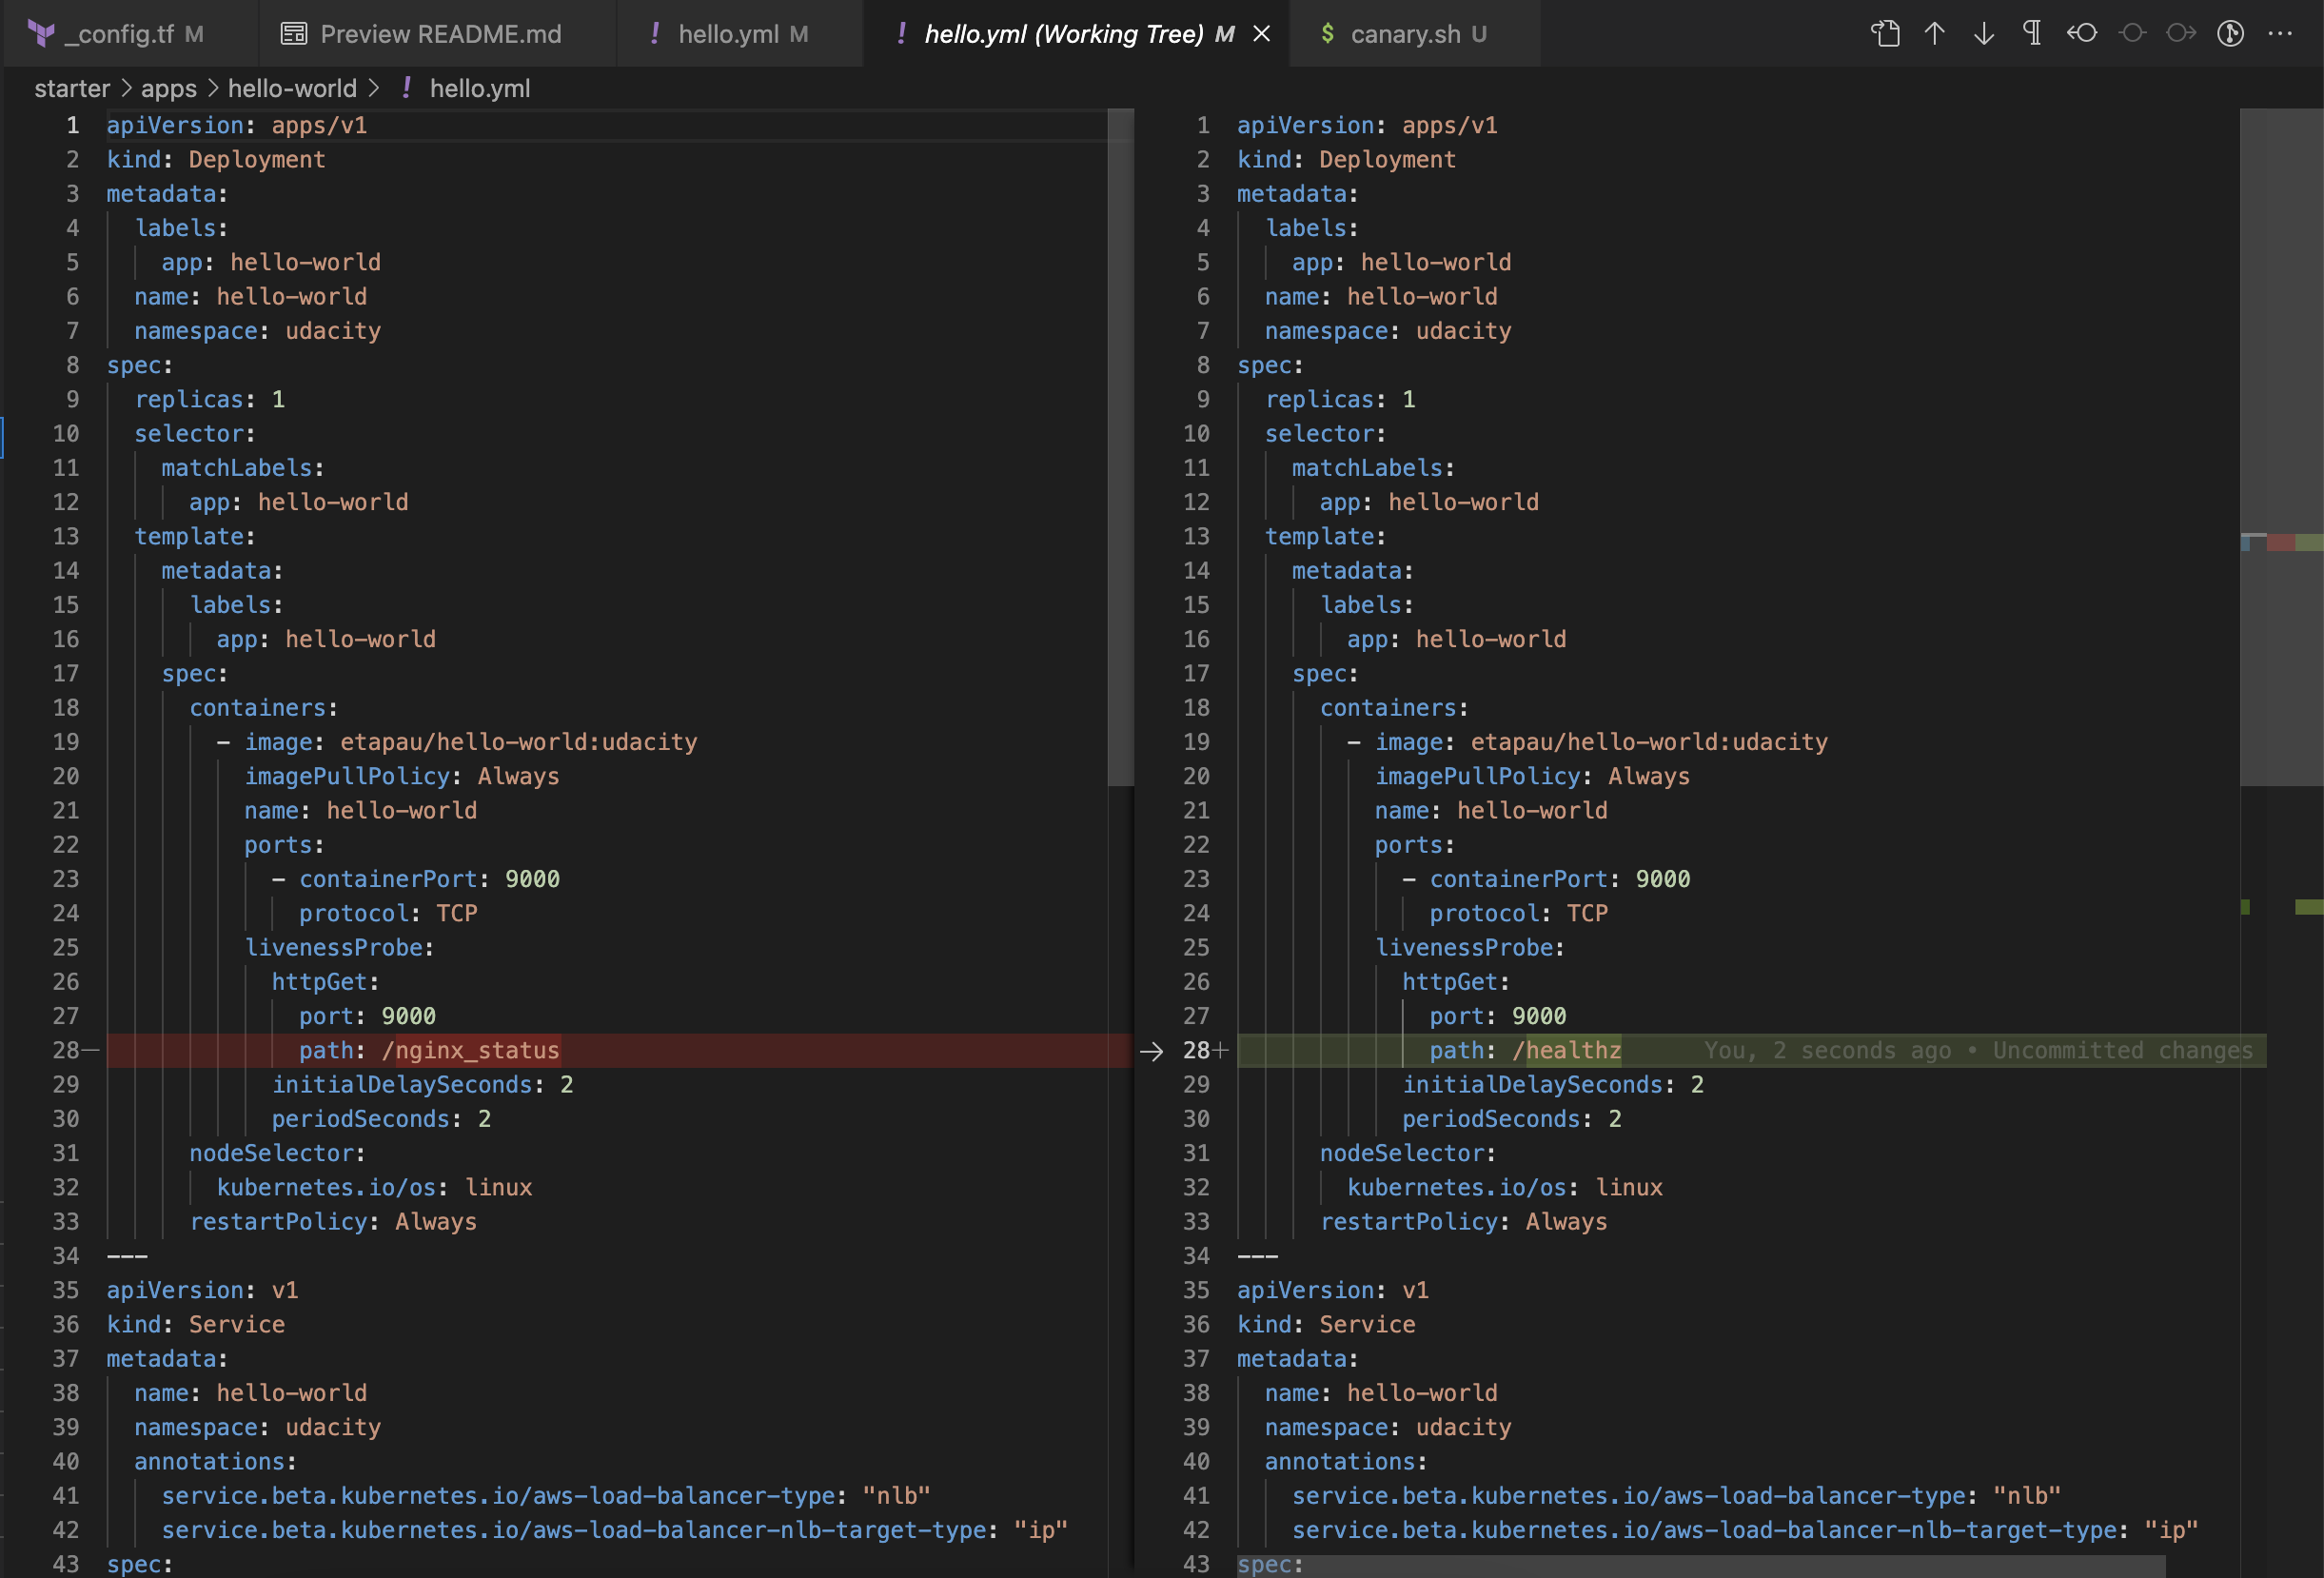 _config.tf M
Preview README.md
! hello.yml M
! hello.yml (Working Tree) M
$ canary.sh U
starter > apps > hello-world > ! hello.yml
1 apiVersion: apps/v1
2 kind: Deployment
3 metadata:
4 labels:
5 app: hello-world
6 name: hello-world
7 namespace: udacity
8 spec:
9 replicas: 1
10 selector:
11 matchLabels:
12 app: hello-world
13 template:
14 metadata:
15 labels:
16 app: hello-world
17 spec:
18 containers:
19 - image: etapau/hello-world:udacity
20 imagePullPolicy: Always
21 name: hello-world
22 ports:
23 - containerPort: 9000
24 protocol: TCP
25 livenessProbe:
26 httpGet:
27 port: 9000
28— path: /nginx_status
29 initialDelaySeconds: 2
30 periodSeconds: 2
31 nodeSelector:
32 kubernetes.io/os: linux
33 restartPolicy: Always
34 ---
35 apiVersion: v1
36 kind: Service
37 metadata:
38 name: hello-world
39 namespace: udacity
40 annotations:
41 service.beta.kubernetes.io/aws-load-balancer-type: "nlb"
42 service.beta.kubernetes.io/aws-load-balancer-nlb-target-type: "ip"
43 spec:
1 apiVersion: apps/v1
2 kind: Deployment
3 metadata:
4 labels:
5 app: hello-world
6 name: hello-world
7 namespace: udacity
8 spec:
9 replicas: 1
10 selector:
11 matchLabels:
12 app: hello-world
13 template:
14 metadata:
15 labels:
16 app: hello-world
17 spec:
18 containers:
19 - image: etapau/hello-world:udacity
20 imagePullPolicy: Always
21 name: hello-world
22 ports:
23 - containerPort: 9000
24 protocol: TCP
25 livenessProbe:
26 httpGet:
27 port: 9000
28+ path: /healthz You, 2 seconds ago • Uncommitted changes
29 initialDelaySeconds: 2
30 periodSeconds: 2
31 nodeSelector:
32 kubernetes.io/os: linux
33 restartPolicy: Always
34 ---
35 apiVersion: v1
36 kind: Service
37 metadata:
38 name: hello-world
39 namespace: udacity
40 annotations:
41 service.beta.kubernetes.io/aws-load-balancer-type: "nlb"
42 service.beta.kubernetes.io/aws-load-balancer-nlb-target-type: "ip"
43 spec: